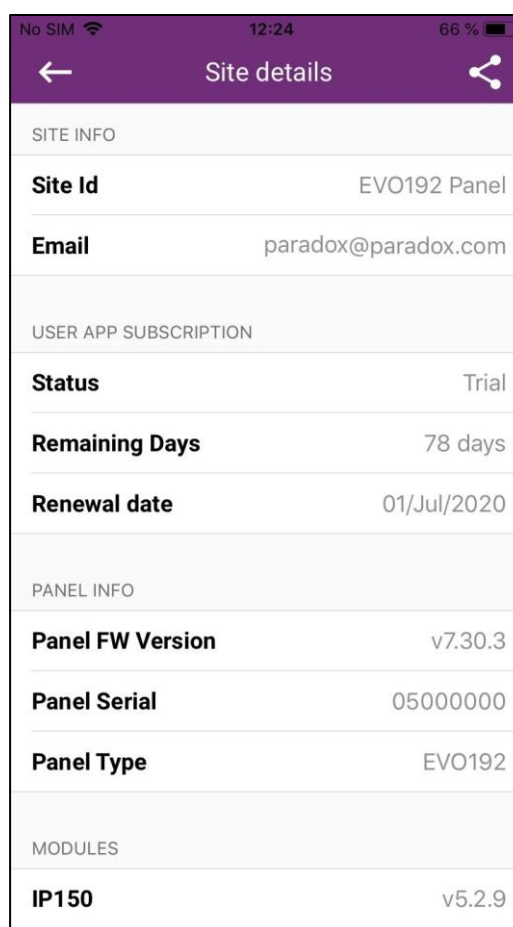 No SIM 12:24 66 %
Site details
SITE INFO
Site Id EVO192 Panel
Email paradox@paradox.com
USER APP SUBSCRIPTION
Status Trial
Remaining Days 78 days
Renewal date 01/Jul/2020
PANEL INFO
Panel FW Version v7.30.3
Panel Serial 05000000
Panel Type EVO192
MODULES
IP150 v5.2.9